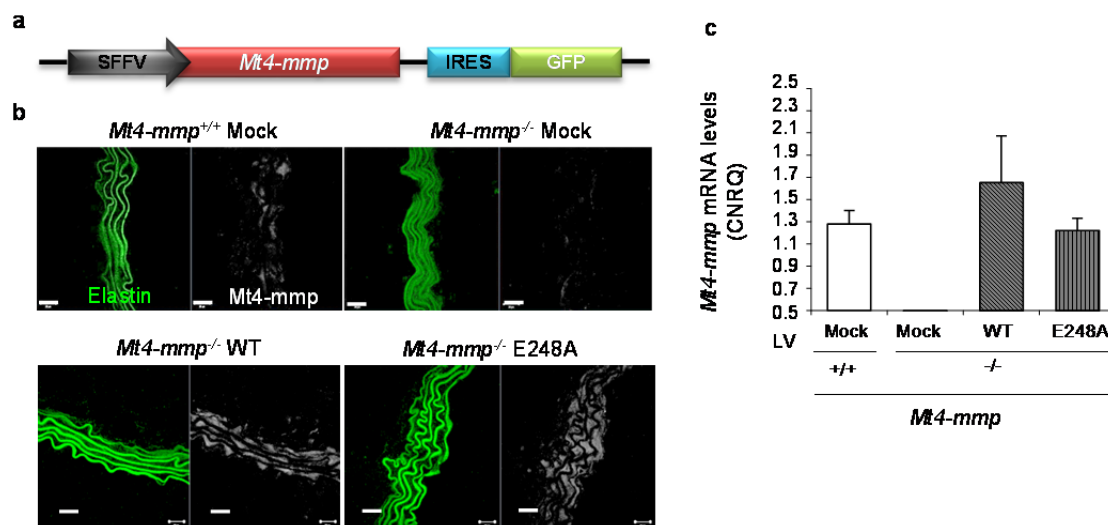 a
SFFV Mt4-mmp IRES GFP
b
Mt4-mmp+/+ Mock
Mt4-mmp-/- Mock
Elastin
Mt4-mmp
Mt4-mmp-/- WT
Mt4-mmp-/- E248A
c
Mt4-mmp mRNA levels
(CNRQ)
2.5
2.3
2.1
1.9
1.7
1.5
1.3
1.1
0.9
0.7
0.5
LV Mock Mock WT E248A
+/+ -/-
Mt4-mmp